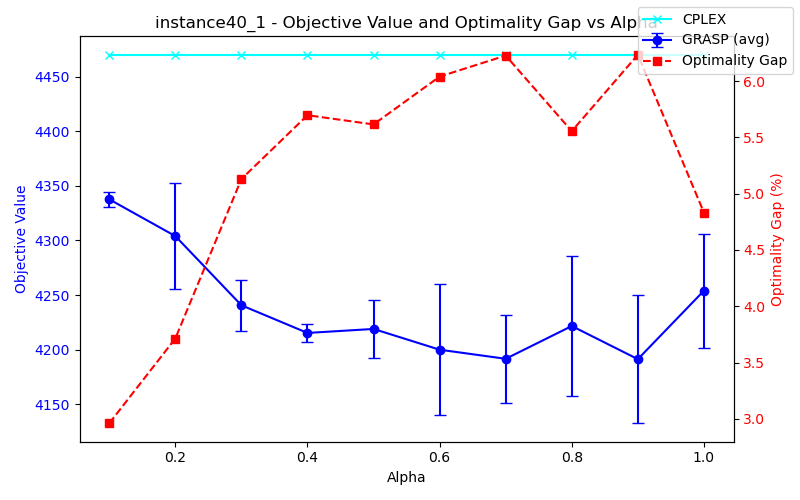 instance40_1 - Objective Value and Optimality Gap vs Alpha
CPLEX
GRASP (avg)
Optimality Gap
4450
4400
4350
4300
4250
4200
4150
Objective Value
6.0
5.5
5.0
4.5
4.0
3.5
3.0
Optimality Gap (%)
0.2
0.4
0.6
0.8
1.0
Alpha